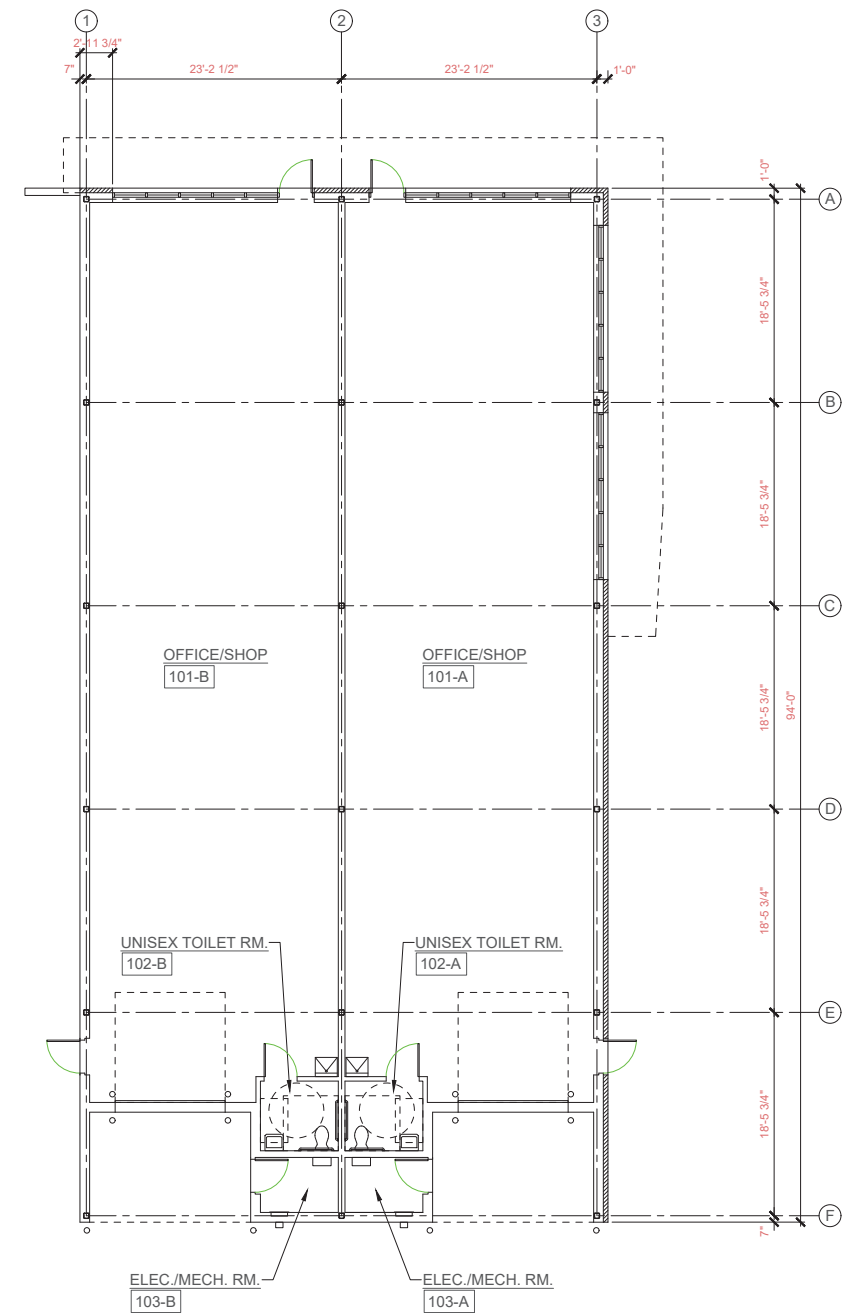 1
2
3
2'-11 3/4"
7"
23'-2 1/2"
23'-2 1/2"
1'-0"
1'-0"
A
18'-5 3/4"
B
18'-5 3/4"
C
OFFICE/SHOP
101-B
OFFICE/SHOP
101-A
18'-5 3/4"
94'-0"
D
18'-5 3/4"
UNISEX TOILET RM.
102-B
UNISEX TOILET RM.
102-A
E
18'-5 3/4"
F
7"
ELEC./MECH. RM.
103-B
ELEC./MECH. RM.
103-A